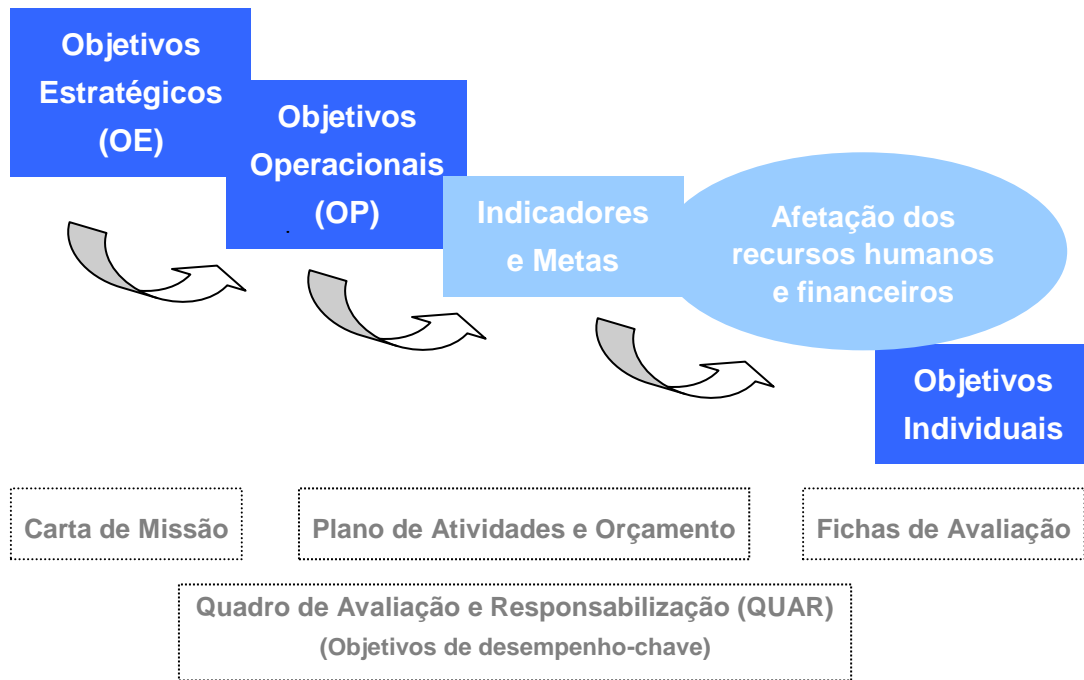 Objetivos
Estratégicos
(OE)
Objetivos
Operacionais
(OP)
Indicadores
e Metas
Afetação dos
recursos humanos
e financeiros
Objetivos
Individuais
Carta de Missão
Plano de Atividades e Orçamento
Fichas de Avaliação
Quadro de Avaliação e Responsabilização (QUAR)
(Objetivos de desempenho-chave)